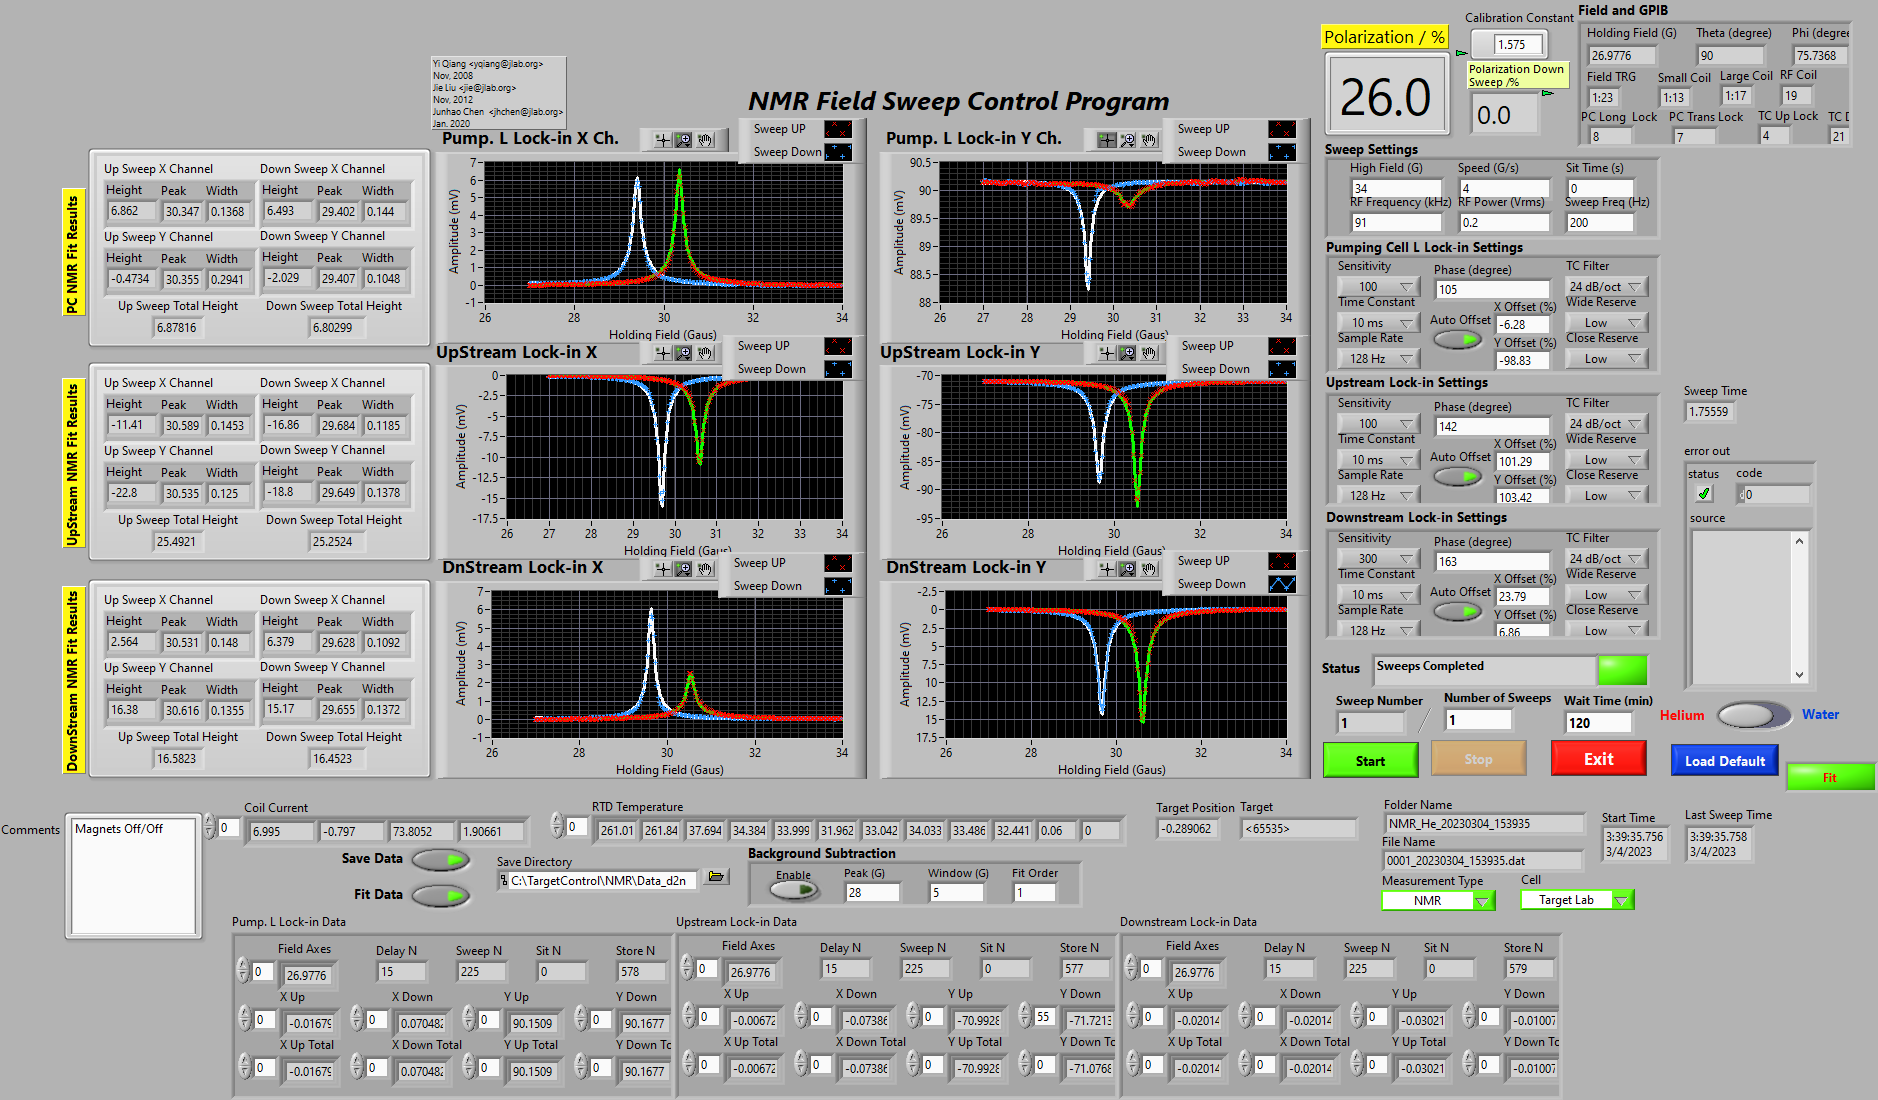 Yi Qiang <yqiang@jlab.org>
Nov, 2008
Jie Liu <jie@jlab.org>
Nov, 2012
Junhao Chen <jhchen@jlab.org>
Jan. 2020
NMR Field Sweep Control Program
Polarization / %
26.0
Calibration Constant
1.575
Polarization Down Sweep /%
0.0
Field and GPIB
Holding Field (G) Theta (degree) Phi (degree
26.9776 90 75.7368
Field TRG Small Coil Large Coil RF Coil
1:23 1:13 1:17 19
PC Long Lock PC Trans Lock TC Up Lock TC D
8 7 4 21
PC NMR Fit Results
Up Sweep X Channel Down Sweep X Channel
Height Peak Width Height Peak Width
6.862 30.347 0.1368 6.493 29.402 0.144
Up Sweep Y Channel Down Sweep Y Channel
Height Peak Width Height Peak Width
-0.4734 30.355 0.2941 -2.029 29.407 0.1048
Up Sweep Total Height Down Sweep Total Height
6.87816 6.80299
UpStream NMR Fit Results
Up Sweep X Channel Down Sweep X Channel
Height Peak Width Height Peak Width
-11.41 30.589 0.1453 -16.86 29.684 0.1185
Up Sweep Y Channel Down Sweep Y Channel
Height Peak Width Height Peak Width
-22.8 30.535 0.125 -18.8 29.649 0.1378
Up Sweep Total Height Down Sweep Total Height
25.4921 25.2524
DownStream NMR Fit Results
Up Sweep X Channel Down Sweep X Channel
Height Peak Width Height Peak Width
2.564 30.531 0.148 6.379 29.628 0.1092
Up Sweep Y Channel Down Sweep Y Channel
Height Peak Width Height Peak Width
16.38 30.616 0.1355 15.17 29.655 0.1372
Up Sweep Total Height Down Sweep Total Height
16.5823 16.4523
Pump. L Lock-in X Ch.
Sweep UP
Sweep Down
Amplitude (mV)
7 6 5 4 3 2 1 0 -1
26 28 30 32 34
Holding Field (Gaus)
Pump. L Lock-in Y Ch.
Sweep UP
Sweep Down
Amplitude (mV)
90.5 90 89.5 89 88.5 88
26 27 28 29 30 31 32 33 34
Holding Field (Gaus)
UpStream Lock-in X
Sweep UP
Sweep Down
Amplitude (mV)
0 -2.5 -5 -7.5 -10 -12.5 -15 -17.5
26 27 28 29 30 31 32 34
Holding Field (Gaus)
UpStream Lock-in Y
Sweep UP
Sweep Down
Amplitude (mV)
-70 -75 -80 -85 -90 -95
26 28 29 30 31 32 34
Holding Field (Gaus)
DnStream Lock-in X
Sweep UP
Sweep Down
Amplitude (mV)
7 6 5 4 3 2 1 0 -1
26 28 30 32 34
Holding Field (Gaus)
DnStream Lock-in Y
Sweep UP
Sweep Down
Amplitude (mV)
-2.5 0 2.5 5 7.5 10 12.5 15 17.5
26 28 30 32 34
Holding Field (Gaus)
Sweep Settings
High Field (G) Speed (G/s) Sit Time (s)
34 4 0
RF Frequency (kHz) RF Power (Vrms) Sweep Freq (Hz)
91 0.2 200
Pumping Cell L Lock-in Settings
Sensitivity Phase (degree) TC Filter
100 105 24 dB/oct
Time Constant X Offset (%) Wide Reserve
10 ms Auto Offset -6.28 Low
Sample Rate Y Offset (%) Close Reserve
128 Hz -98.83 Low
Upstream Lock-in Settings
Sensitivity Phase (degree) TC Filter
100 142 24 dB/oct
Time Constant X Offset (%) Wide Reserve
10 ms Auto Offset 101.29 Low
Sample Rate Y Offset (%) Close Reserve
128 Hz 103.42 Low
Downstream Lock-in Settings
Sensitivity Phase (degree) TC Filter
300 163 24 dB/oct
Time Constant X Offset (%) Wide Reserve
10 ms Auto Offset 23.79 Low
Sample Rate Y Offset (%) Close Reserve
128 Hz 6.86 Low
Sweep Time
1.75559
error out
status code
0
source
Status Sweeps Completed
Sweep Number Number of Sweeps Wait Time (min)
1 / 1 120
Helium Water
Start Stop Exit Load Default Fit
Comments
Magnets Off/Off
Coil Current
0 6.995 -0.797 73.8052 1.90661
RTD Temperature
0 261.01 261.84 37.694 34.384 33.999 31.962 33.042 34.033 33.486 32.441 0.06 0
Target Position Target
-0.289062 <65535>
Folder Name
NMR_He_20230304_153935
File Name
0001_20230304_153935.dat
Start Time Last Sweep Time
3:39:35.756 3:39:35.758
3/4/2023 3/4/2023
Measurement Type Cell
NMR Target Lab
Save Data
Fit Data
Save Directory
C:\TargetControl\NMR\Data_d2n
Background Subtraction
Enable Peak (G) Window (G) Fit Order
28 5 1
Pump. L Lock-in Data
Field Axes Delay N Sweep N Sit N Store N
0 26.9776 15 225 0 578
X Up X Down Y Up Y Down
0 -0.01679 0 0.070482 0 90.1509 0 90.1677
X Up Total X Down Total Y Up Total Y Down Tc
0 -0.01679 0 0.070482 0 90.1509 0 90.1677
Upstream Lock-in Data
Field Axes Delay N Sweep N Sit N Store N
0 26.9776 15 225 0 577
X Up X Down Y Up Y Down
0 -0.00672 0 -0.07386 0 -70.9928 55 -71.7213
X Up Total X Down Total Y Up Total Y Down Tc
0 -0.00672 0 -0.07386 0 -70.9928 0 -71.0768
Downstream Lock-in Data
Field Axes Delay N Sweep N Sit N Store N
0 26.9776 15 225 0 579
X Up X Down Y Up Y Down
0 -0.02014 0 -0.02014 0 -0.03021 0 -0.01007
X Up Total X Down Total Y Up Total Y Down Tc
0 -0.02014 0 -0.02014 0 -0.03021 0 -0.01007